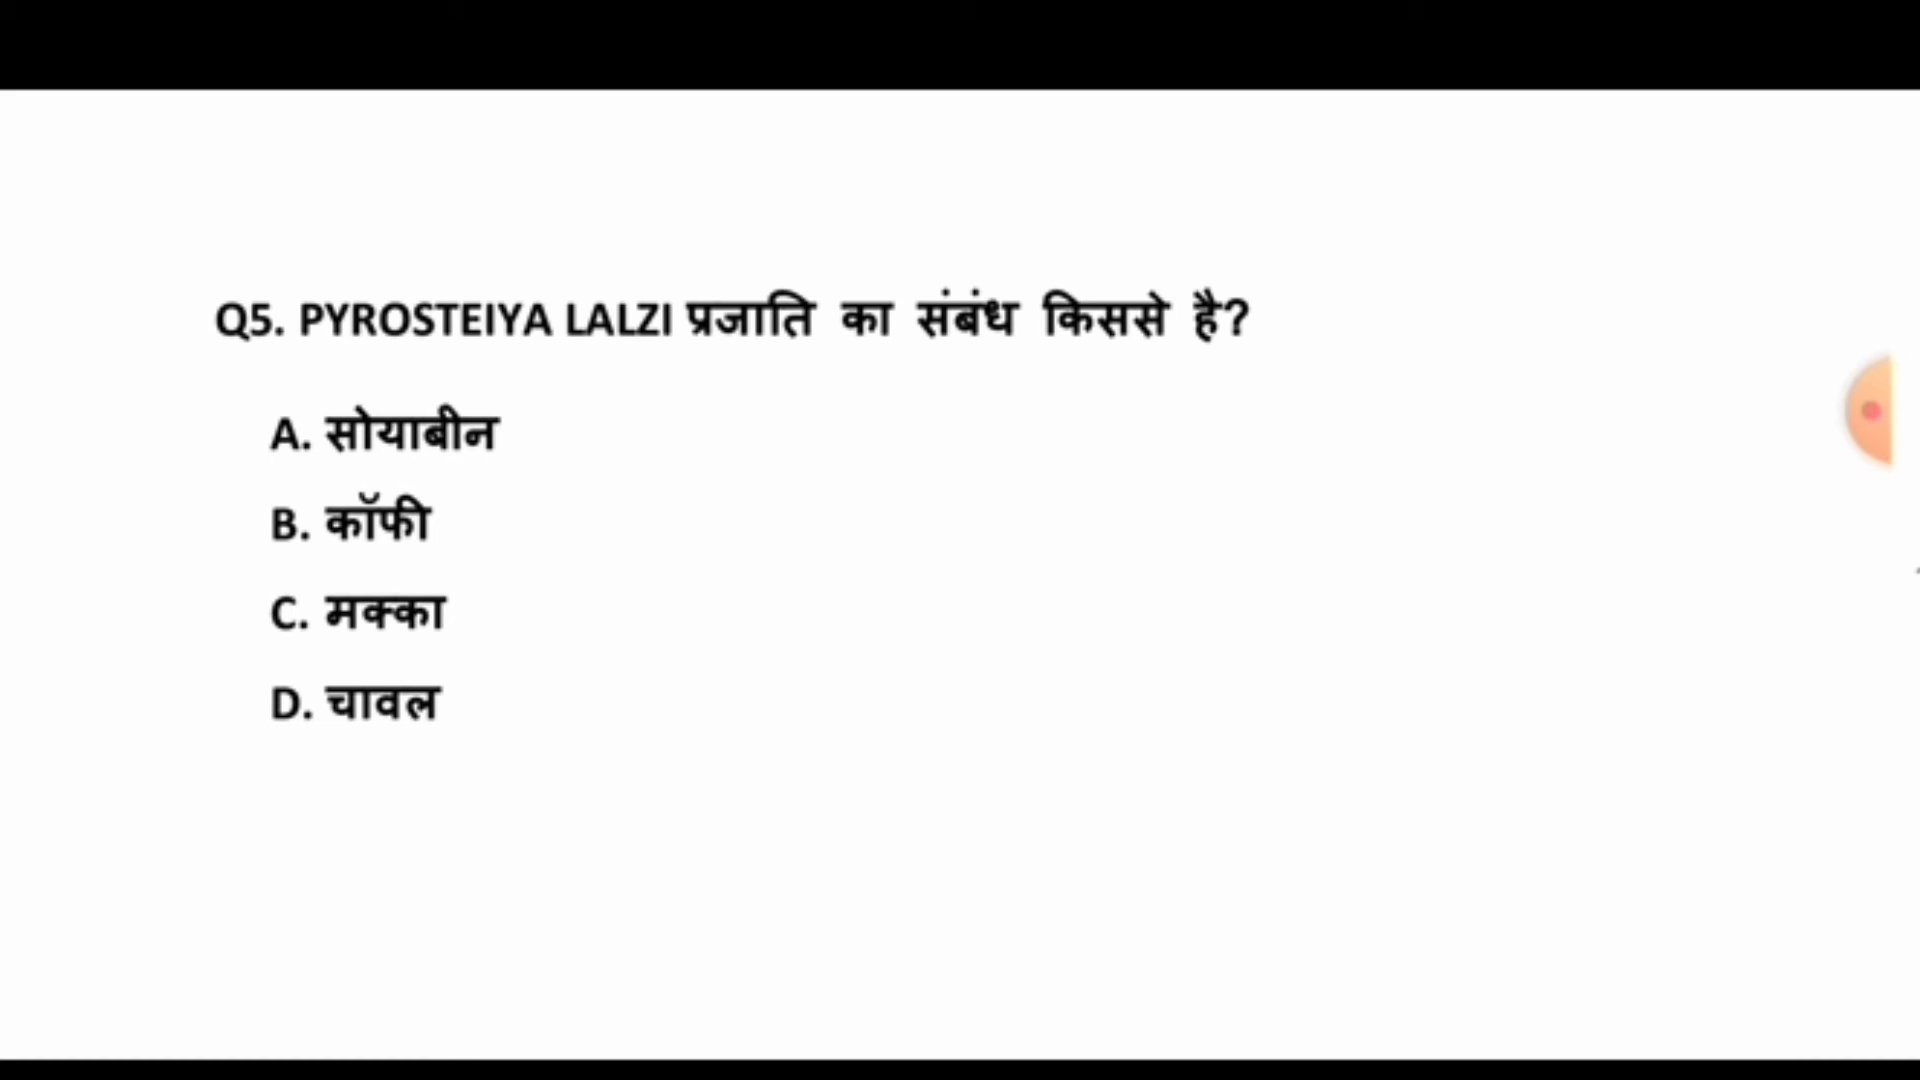 Q5. PYROSTEIYA LALZI प्रजाति का संबंध किससे है?
A. सोयाबीन
B. कॉफी
C. मक्का
D. चावल